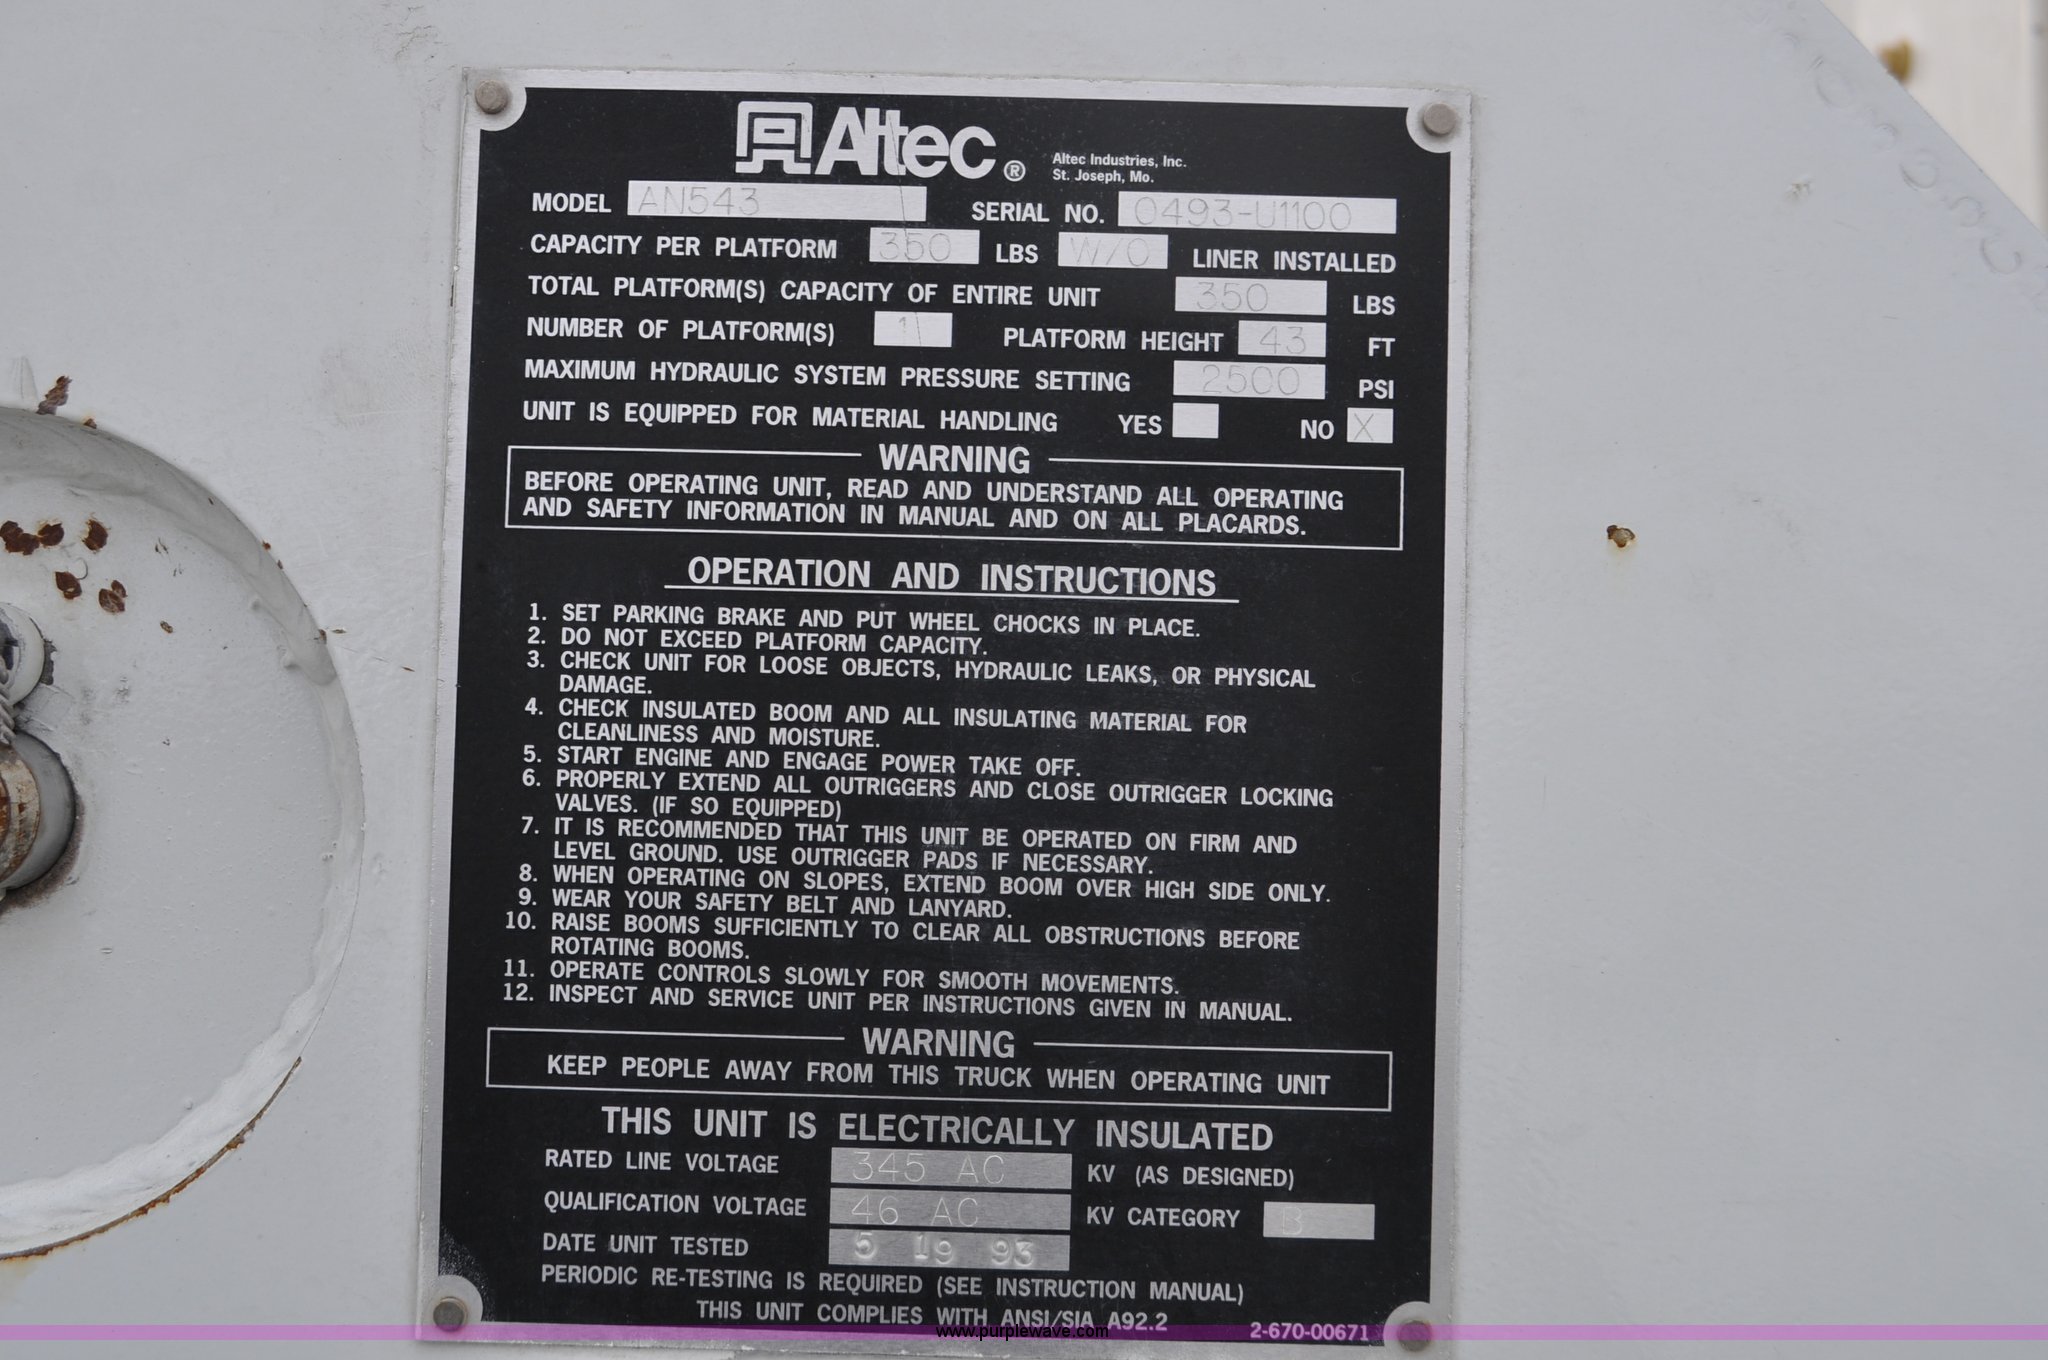 Altec ®
Altec Industries, Inc.
St. Joseph, Mo.
MODEL AN543 SERIAL NO. 0493-U1100
CAPACITY PER PLATFORM 350 LBS W/O LINER INSTALLED
TOTAL PLATFORM(S) CAPACITY OF ENTIRE UNIT 350 LBS
NUMBER OF PLATFORM(S) 1 PLATFORM HEIGHT 43 FT
MAXIMUM HYDRAULIC SYSTEM PRESSURE SETTING 2500 PSI
UNIT IS EQUIPPED FOR MATERIAL HANDLING YES NO X
WARNING
BEFORE OPERATING UNIT, READ AND UNDERSTAND ALL OPERATING
AND SAFETY INFORMATION IN MANUAL AND ON ALL PLACARDS.
OPERATION AND INSTRUCTIONS
1. SET PARKING BRAKE AND PUT WHEEL CHOCKS IN PLACE.
2. DO NOT EXCEED PLATFORM CAPACITY.
3. CHECK UNIT FOR LOOSE OBJECTS, HYDRAULIC LEAKS, OR PHYSICAL
DAMAGE.
4. CHECK INSULATED BOOM AND ALL INSULATING MATERIAL FOR
CLEANLINESS AND MOISTURE.
5. START ENGINE AND ENGAGE POWER TAKE OFF.
6. PROPERLY EXTEND ALL OUTRIGGERS AND CLOSE OUTRIGGER LOCKING
VALVES. (IF SO EQUIPPED)
7. IT IS RECOMMENDED THAT THIS UNIT BE OPERATED ON FIRM AND
LEVEL GROUND. USE OUTRIGGER PADS IF NECESSARY.
8. WHEN OPERATING ON SLOPES, EXTEND BOOM OVER HIGH SIDE ONLY.
9. WEAR YOUR SAFETY BELT AND LANYARD.
10. RAISE BOOMS SUFFICIENTLY TO CLEAR ALL OBSTRUCTIONS BEFORE
ROTATING BOOMS.
11. OPERATE CONTROLS SLOWLY FOR SMOOTH MOVEMENTS.
12. INSPECT AND SERVICE UNIT PER INSTRUCTIONS GIVEN IN MANUAL.
WARNING
KEEP PEOPLE AWAY FROM THIS TRUCK WHEN OPERATING UNIT
THIS UNIT IS ELECTRICALLY INSULATED
RATED LINE VOLTAGE 345 AC KV (AS DESIGNED)
QUALIFICATION VOLTAGE 46 AC KV CATEGORY B
DATE UNIT TESTED 5 19 93
PERIODIC RE-TESTING IS REQUIRED (SEE INSTRUCTION MANUAL)
THIS UNIT COMPLIES WITH ANSI/SIA A92.2
2-670-00671
www.purplewave.com